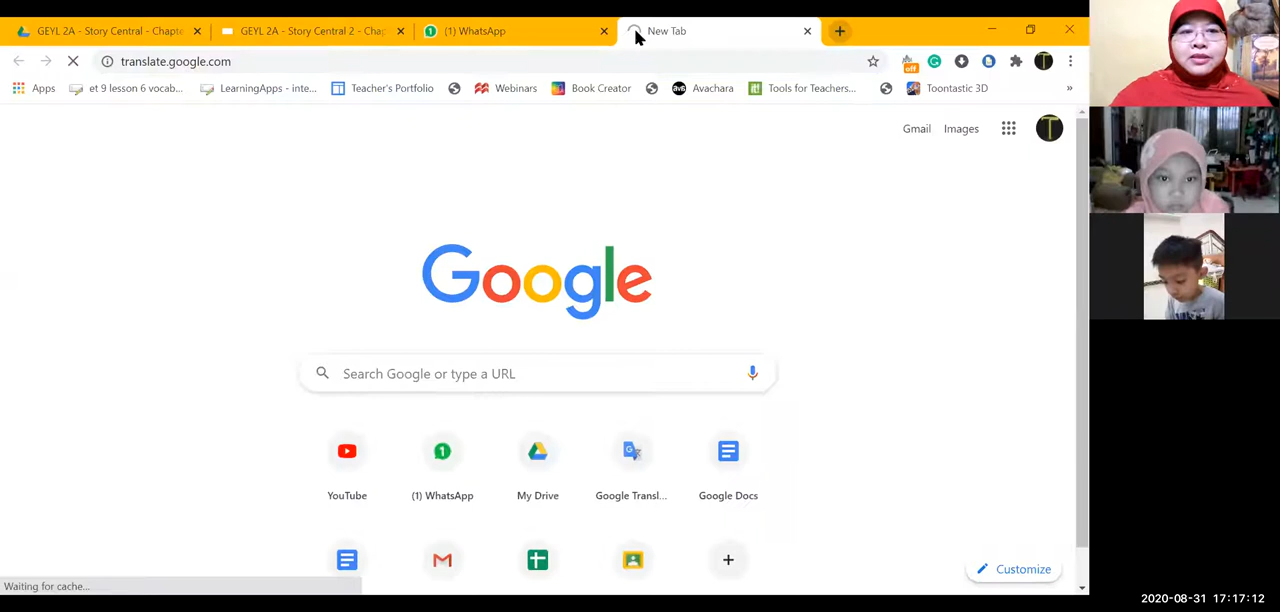 GEYL 2A - Story Central - Chapte
GEYL 2A - Story Central 2 - Chap
(1) WhatsApp
New Tab
translate.google.com
off
T
Apps
et 9 lesson 6 vocab...
LearningApps - inte...
Teacher's Portfolio
Webinars
Book Creator
Avachara
Tools for Teachers...
Toontastic 3D
»
Gmail
Images
T
Google
Search Google or type a URL
YouTube
(1) WhatsApp
My Drive
Google Transl...
Google Docs
Customize
Waiting for cache...
2020-08-31 17:17:12